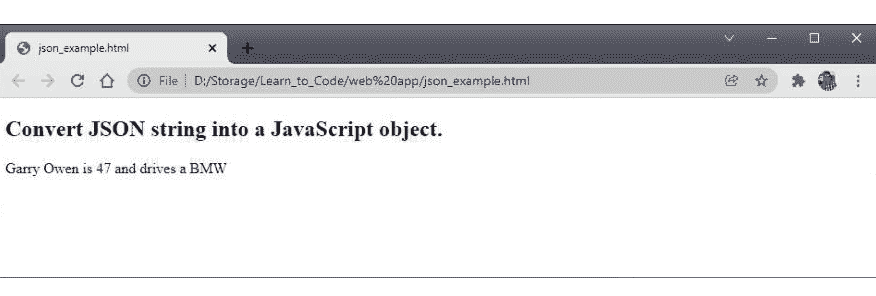 json_example.html
File | D:/Storage/Learn_to_Code/web%20app/json_example.html
Convert JSON string into a JavaScript object.
Garry Owen is 47 and drives a BMW